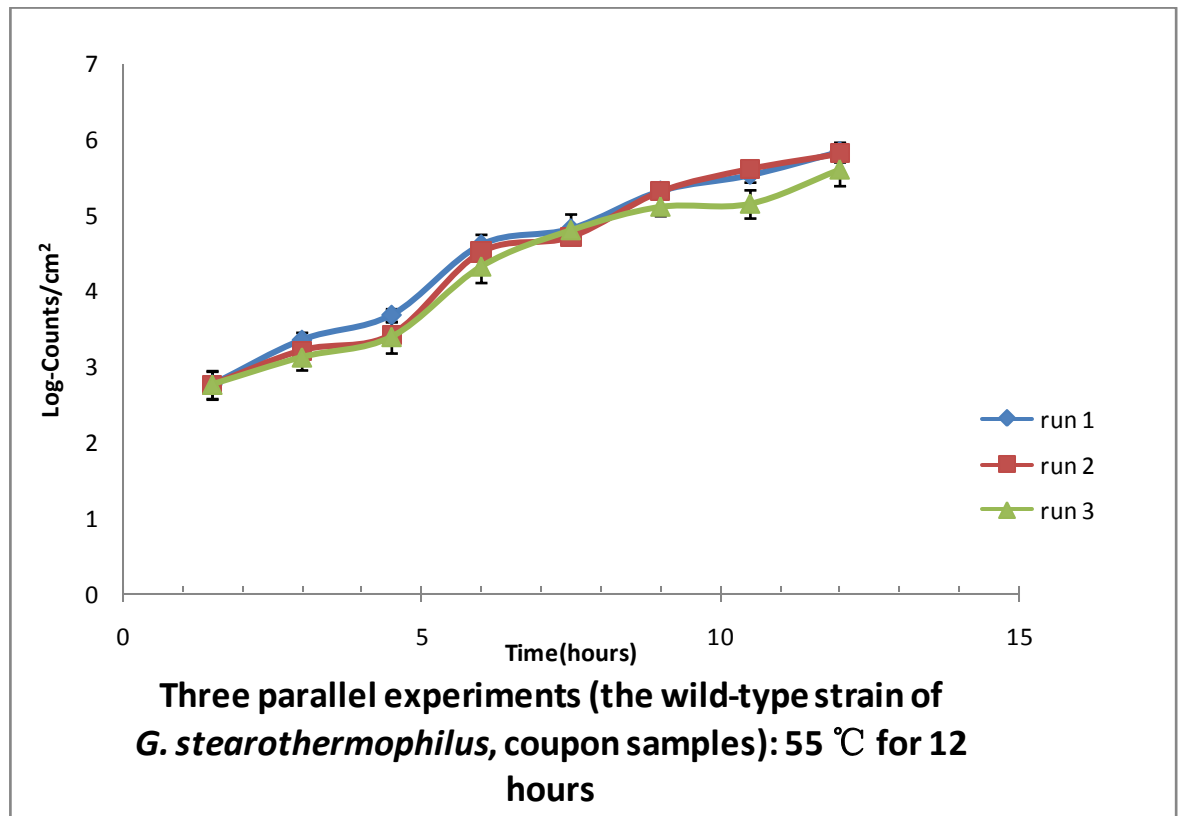 7
6
5
4
3
2
1
0
Log-Counts/cm²
0 5 10 15
Time(hours)
run 1
run 2
run 3
Three parallel experiments (the wild-type strain of
G. stearothermophilus, coupon samples): 55 ℃ for 12
hours